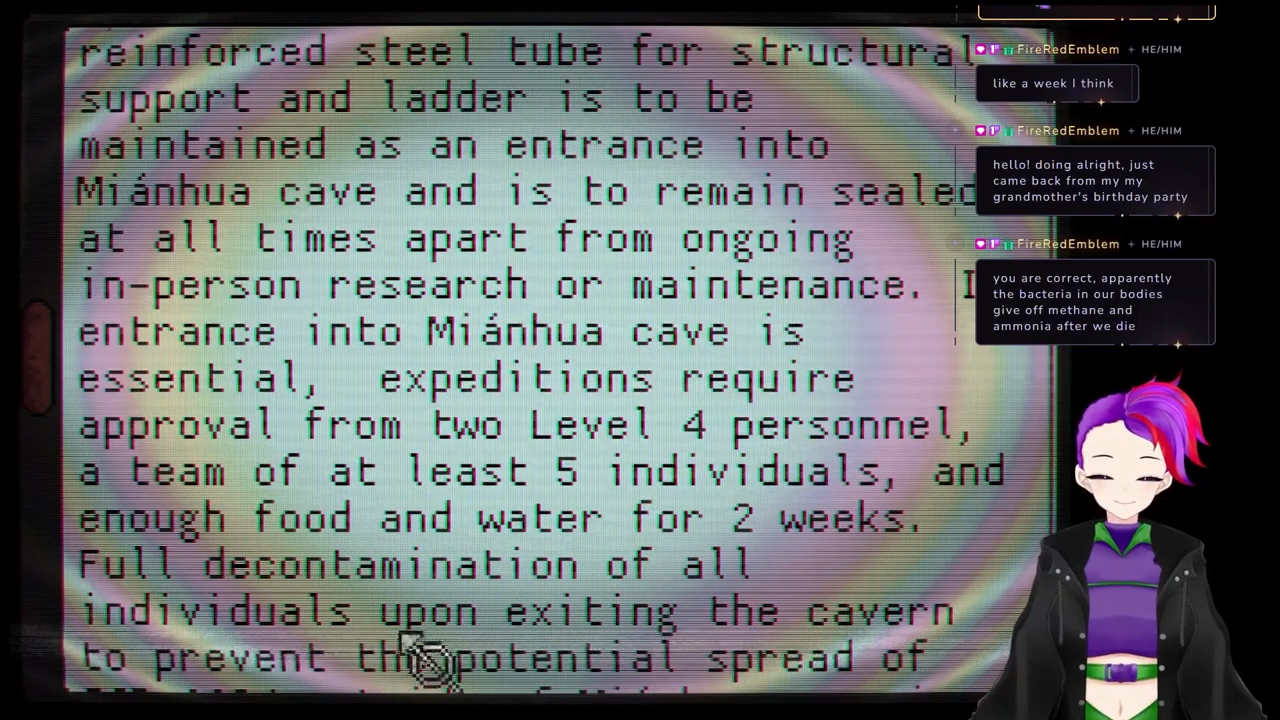 reinforced steel tube for structural
support and ladder is to be
maintained as an entrance into
Miánhua cave and is to remain sealed
at all times apart from ongoing
in-person research or maintenance. I
entrance into Miánhua cave is
essential, expeditions require
approval from two Level 4 personnel,
a team of at least 5 individuals, and
enough food and water for 2 weeks.
Full decontamination of all
individuals upon exiting the cavern
to prevent the potential spread of
FireRedEmblem + HE/HIM
like a week I think
FireRedEmblem + HE/HIM
hello! doing alright, just
came back from my my
grandmother's birthday party
FireRedEmblem + HE/HIM
you are correct, apparently
the bacteria in our bodies
give off methane and
ammonia after we die